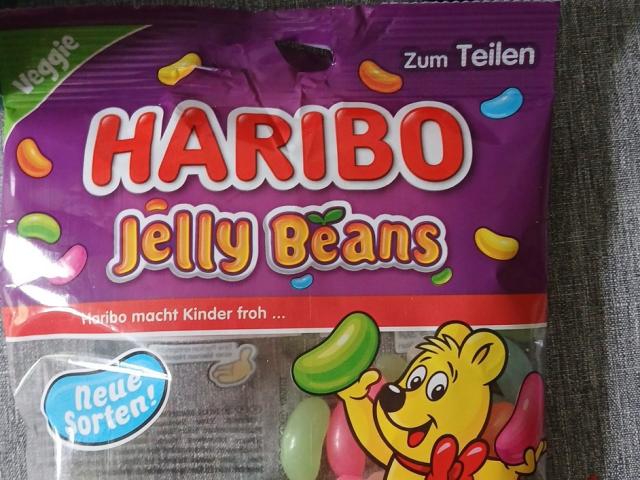 Veggie
Zum Teilen
HARIBO
Jelly Beans
Haribo macht Kinder froh ...
Neue
Sorten!